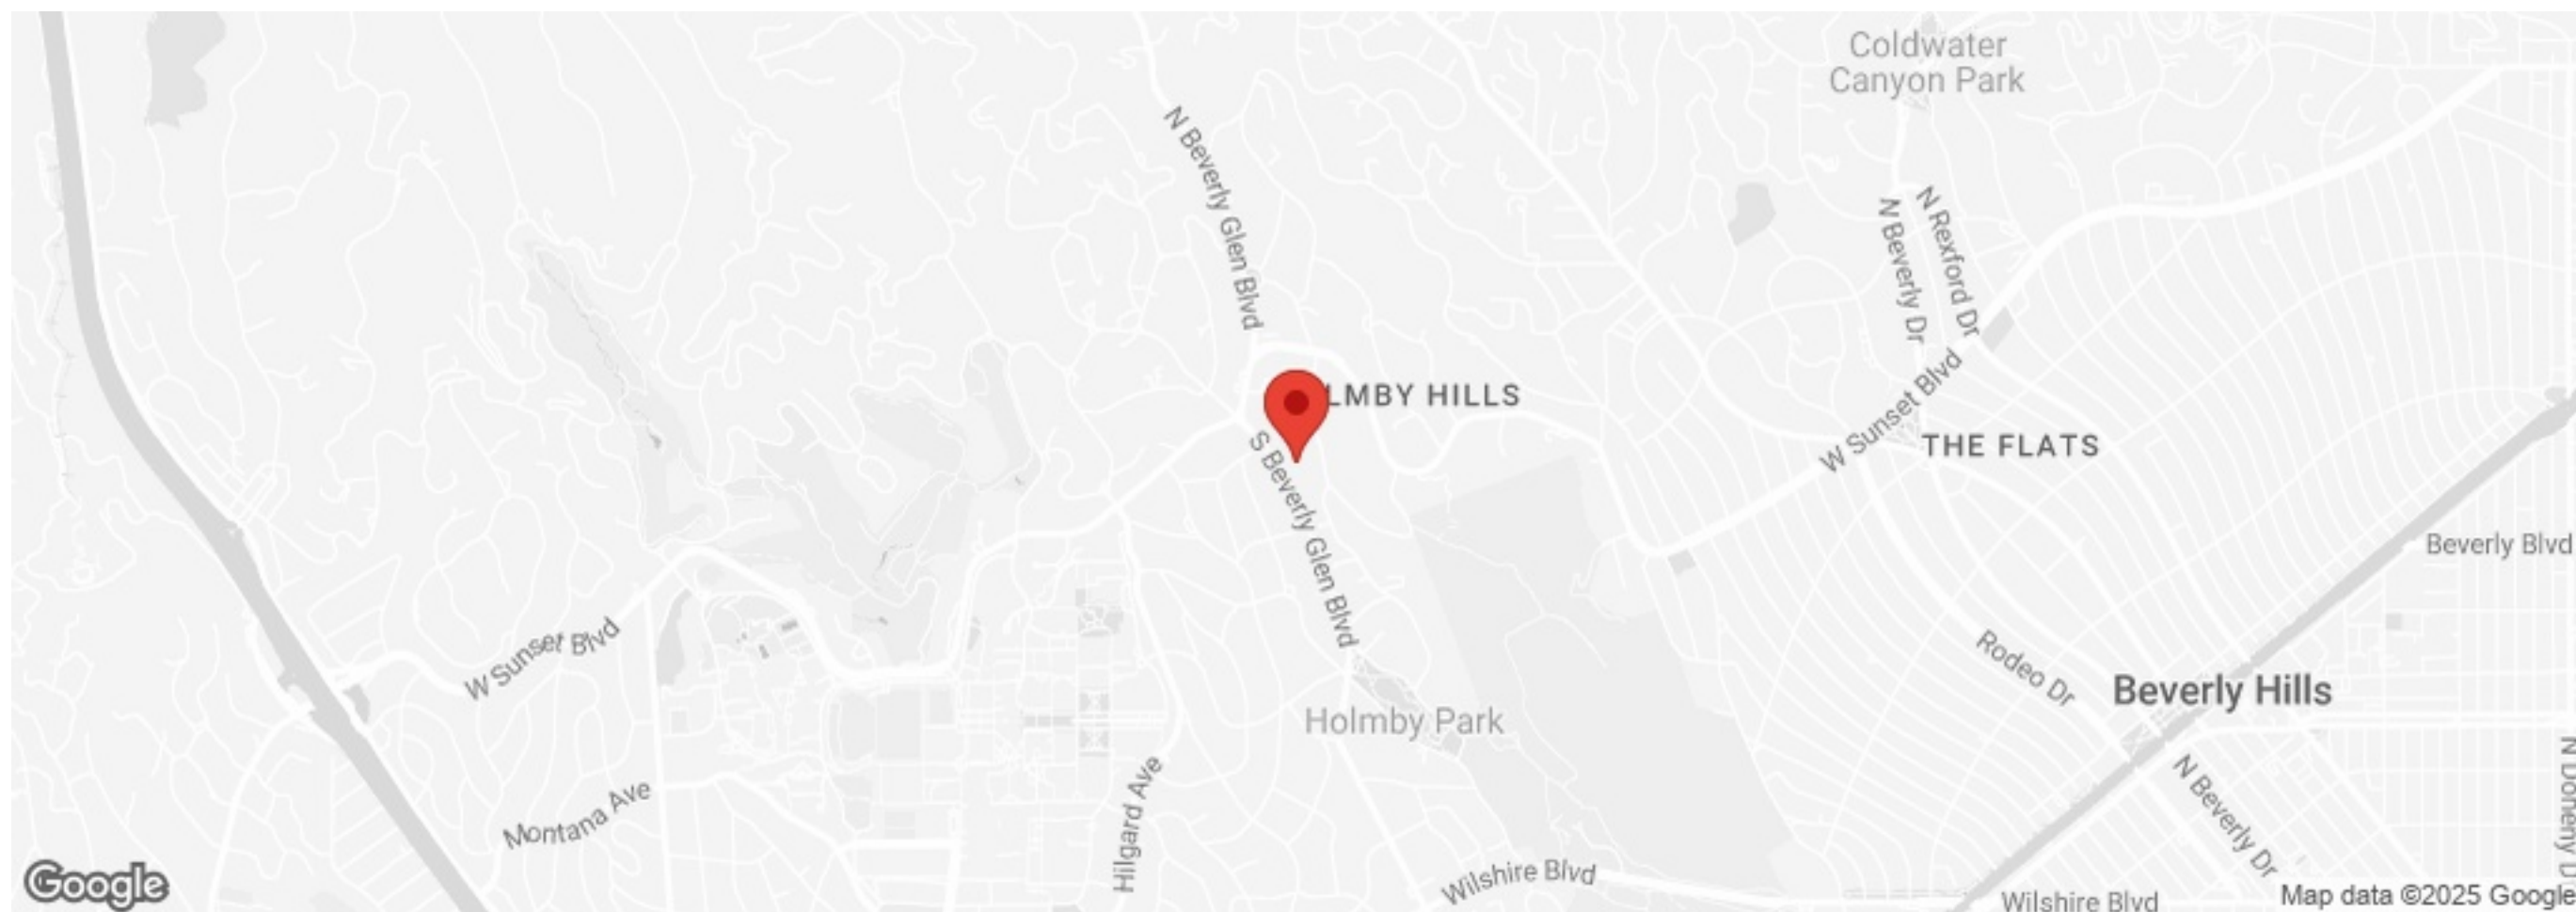 Coldwater
Canyon Park
N Beverly Glen Blvd
N Rexford Dr
N Beverly Dr
LMBY HILLS
W Sunset Blvd
THE FLATS
S Beverly Glen Blvd
Beverly Blvd
W Sunset Blvd
Rodeo Dr
Beverly Hills
Holmby Park
Montana Ave
Hilgard Ave
N Beverly Dr
N Doheny D
Wilshire Blvd
Wilshire Blvd
Google
Map data ©2025 Google